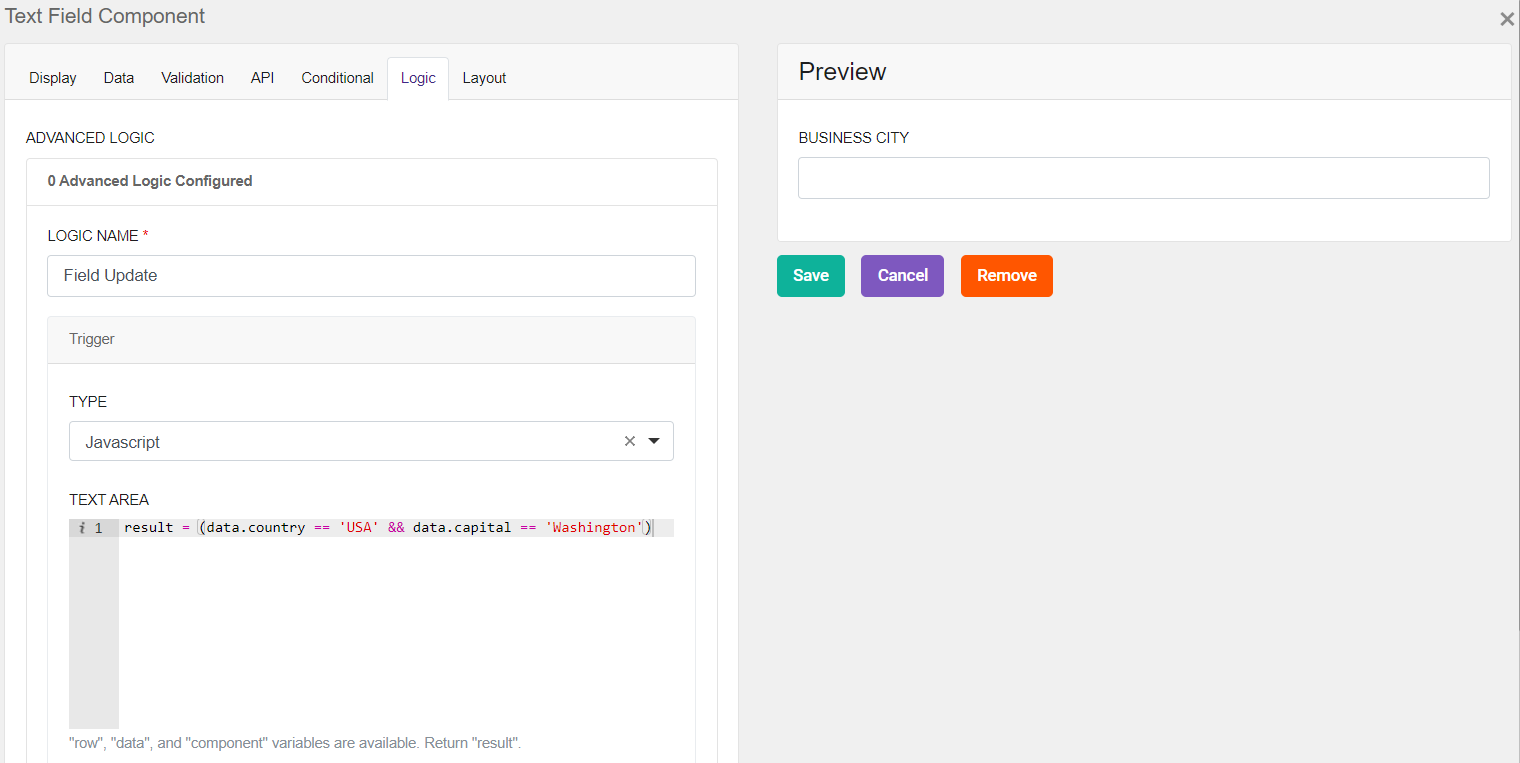 Text Field Component
×
Display Data Validation API Conditional Logic Layout
ADVANCED LOGIC
0 Advanced Logic Configured
LOGIC NAME *
Field Update
Trigger
TYPE
Javascript ×
TEXT AREA
i 1 result = (data.country == 'USA' && data.capital == 'Washington')
"row", "data", and "component" variables are available. Return "result".
Preview
BUSINESS CITY
Save Cancel Remove